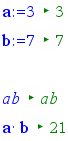 a:=3 ▸ 3
b:=7 ▸ 7
ab ▸ ab
a· b ▸ 21